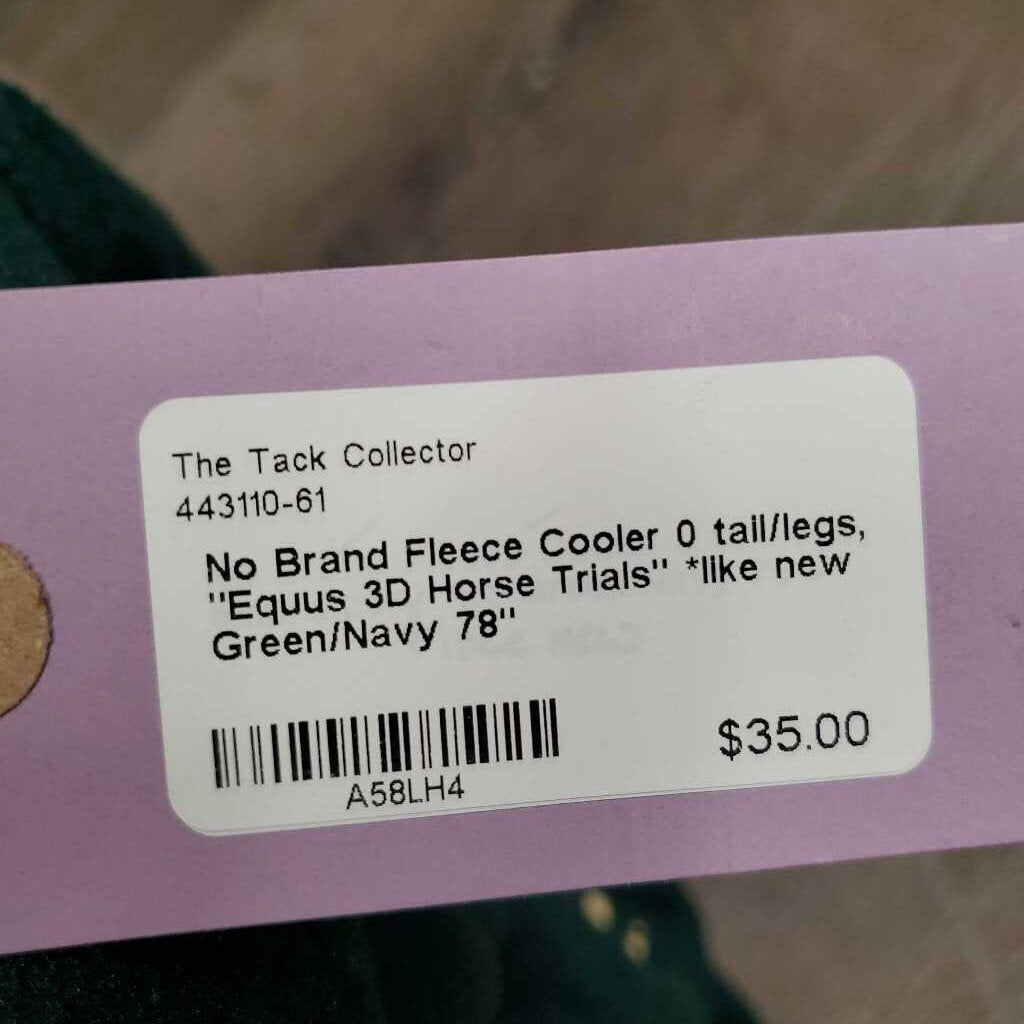 The Tack Collector
443110-61
No Brand Fleece Cooler 0 tail/legs,
"Equus 3D Horse Trials" *like new
Green/Navy 78"
A58LH4
$35.00